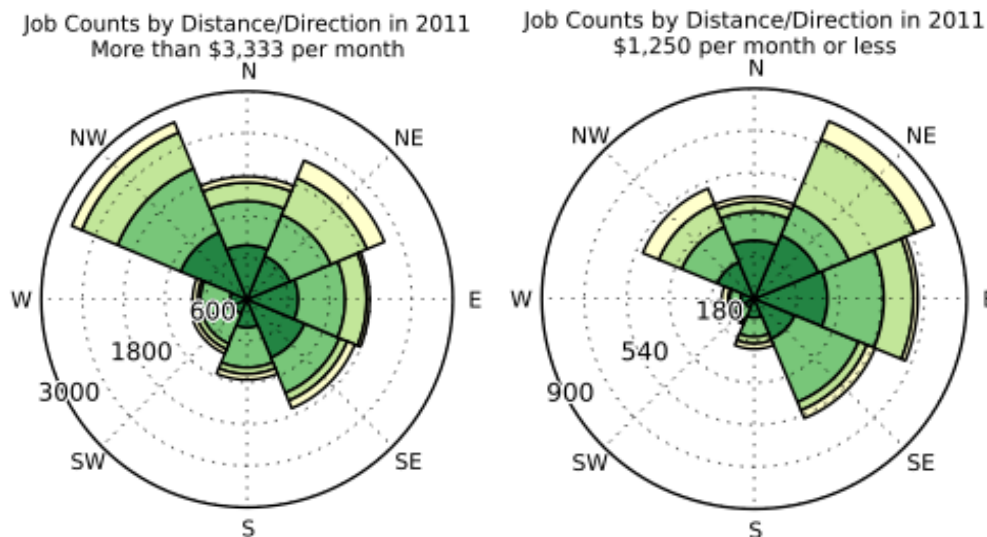 Job Counts by Distance/Direction in 2011
More than $3,333 per month
N
NW
NE
W
E
600
1800
3000
SW
SE
S
Job Counts by Distance/Direction in 2011
$1,250 per month or less
N
NW
NE
W
180
540
900
SW
SE
S